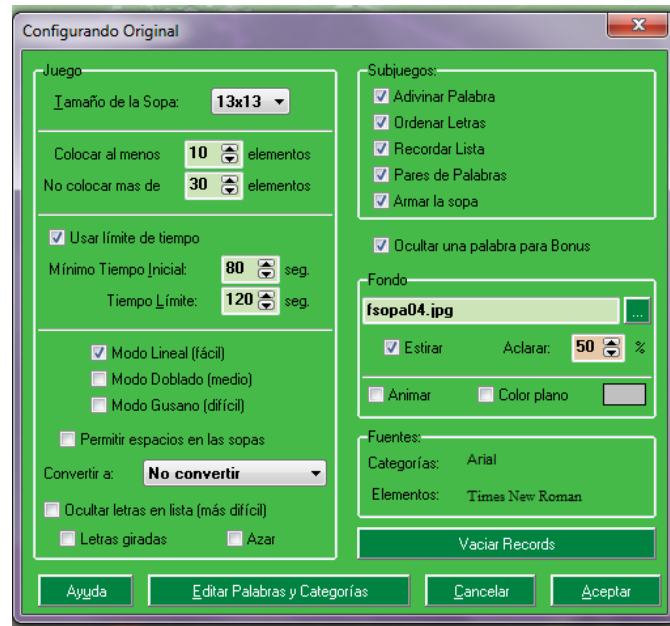 Configurando Original
Juego
Tamaño de la Sopa: 13x13
Colocar al menos 10 elementos
No colocar mas de 30 elementos
Usar límite de tiempo
Mínimo Tiempo Inicial: 80 seg.
Tiempo Límite: 120 seg.
Modo Lineal (fácil)
Modo Doblado (medio)
Modo Gusano (difícil)
Permitir espacios en las sopas
Convertir a: No convertir
Ocultar letras en lista (más difícil)
Letras giradas Azar
Subjuegos:
Adivinar Palabra
Ordenar Letras
Recordar Lista
Pares de Palabras
Armar la sopa
Ocultar una palabra para Bonus
Fondo
fsopa04.jpg ...
Estirar Aclarar: 50 %
Animar Color plano
Fuentes:
Categorías: Arial
Elementos: Times New Roman
Vaciar Records
Ayuda Editar Palabras y Categorías Cancelar Aceptar